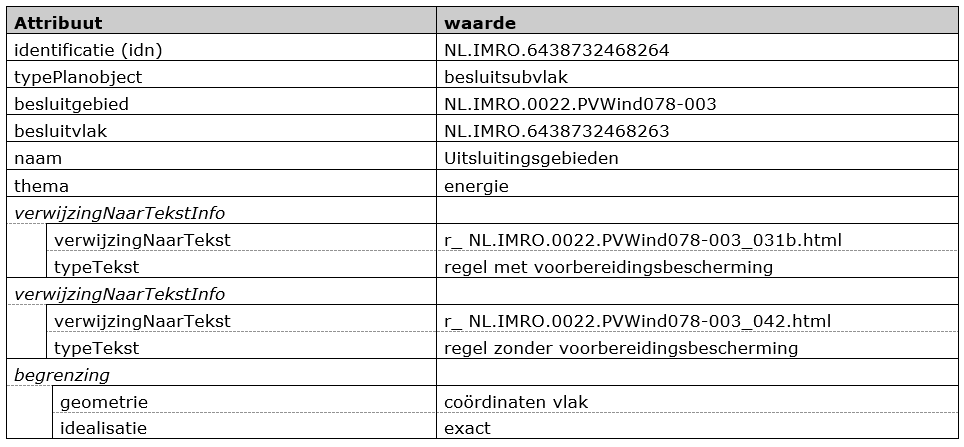 Attribuut waarde
identificatie (idn) NL.IMRO.6438732468264
typePlanobject besluitsubvlak
besluitgebied NL.IMRO.0022.PVWind078-003
besluitvlak NL.IMRO.6438732468263
naam Uitsluitingsgebieden
thema energie
verwijzingNaarTekstInfo
verwijzingNaarTekst r_ NL.IMRO.0022.PVWind078-003_031b.html
typeTekst regel met voorbereidingsbescherming
verwijzingNaarTekstInfo
verwijzingNaarTekst r_ NL.IMRO.0022.PVWind078-003_042.html
typeTekst regel zonder voorbereidingsbescherming
begrenzing
geometrie coördinaten vlak
idealisatie exact